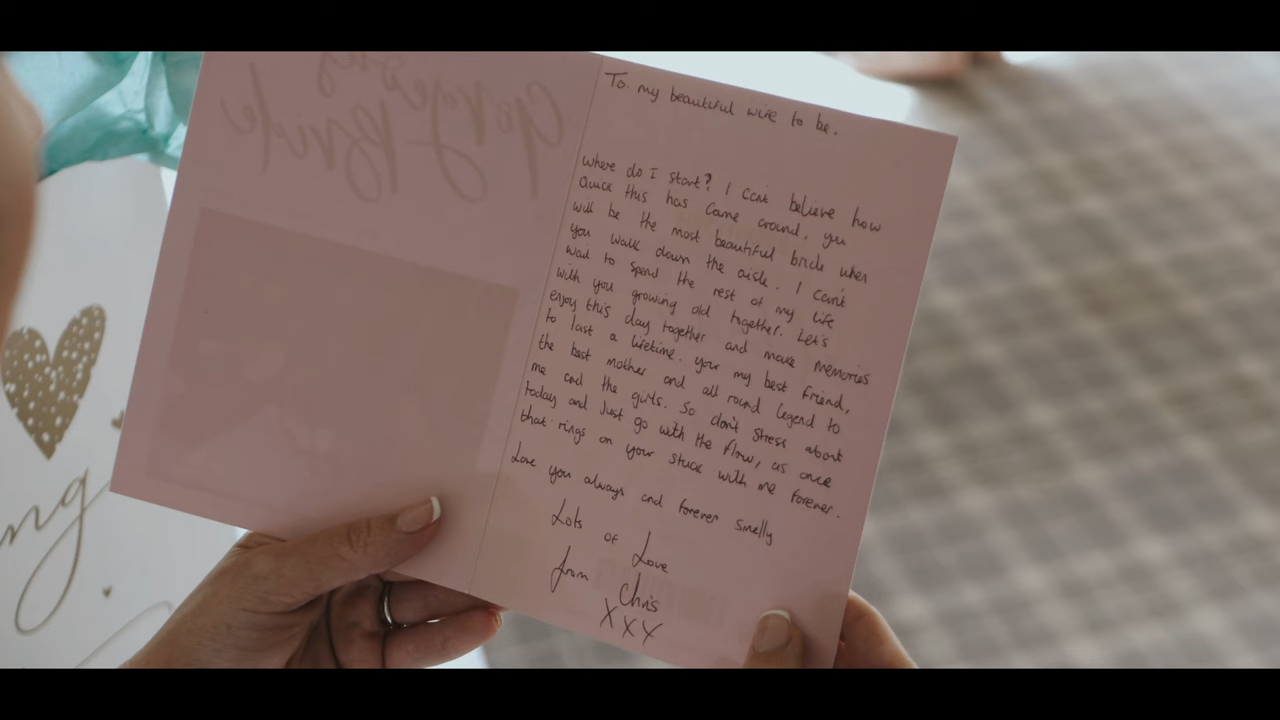 To my beautiful wife to be.
where do I start? I can't believe how
quick this has came around, you
will be the most beautiful bride when
you walk down the aisle. I can't
wait to spend the rest of my life
with you growing old together. Let's
enjoy this day together and make memories
to last a lifetime. your my best friend,
the best mother and all round legend to
me and the girls. So don't stress about
today and Just go with the flow, as once
that rings on your stuck with me forever.
Love you always and forever Smelly
Lots of Love
from Chris
XXX